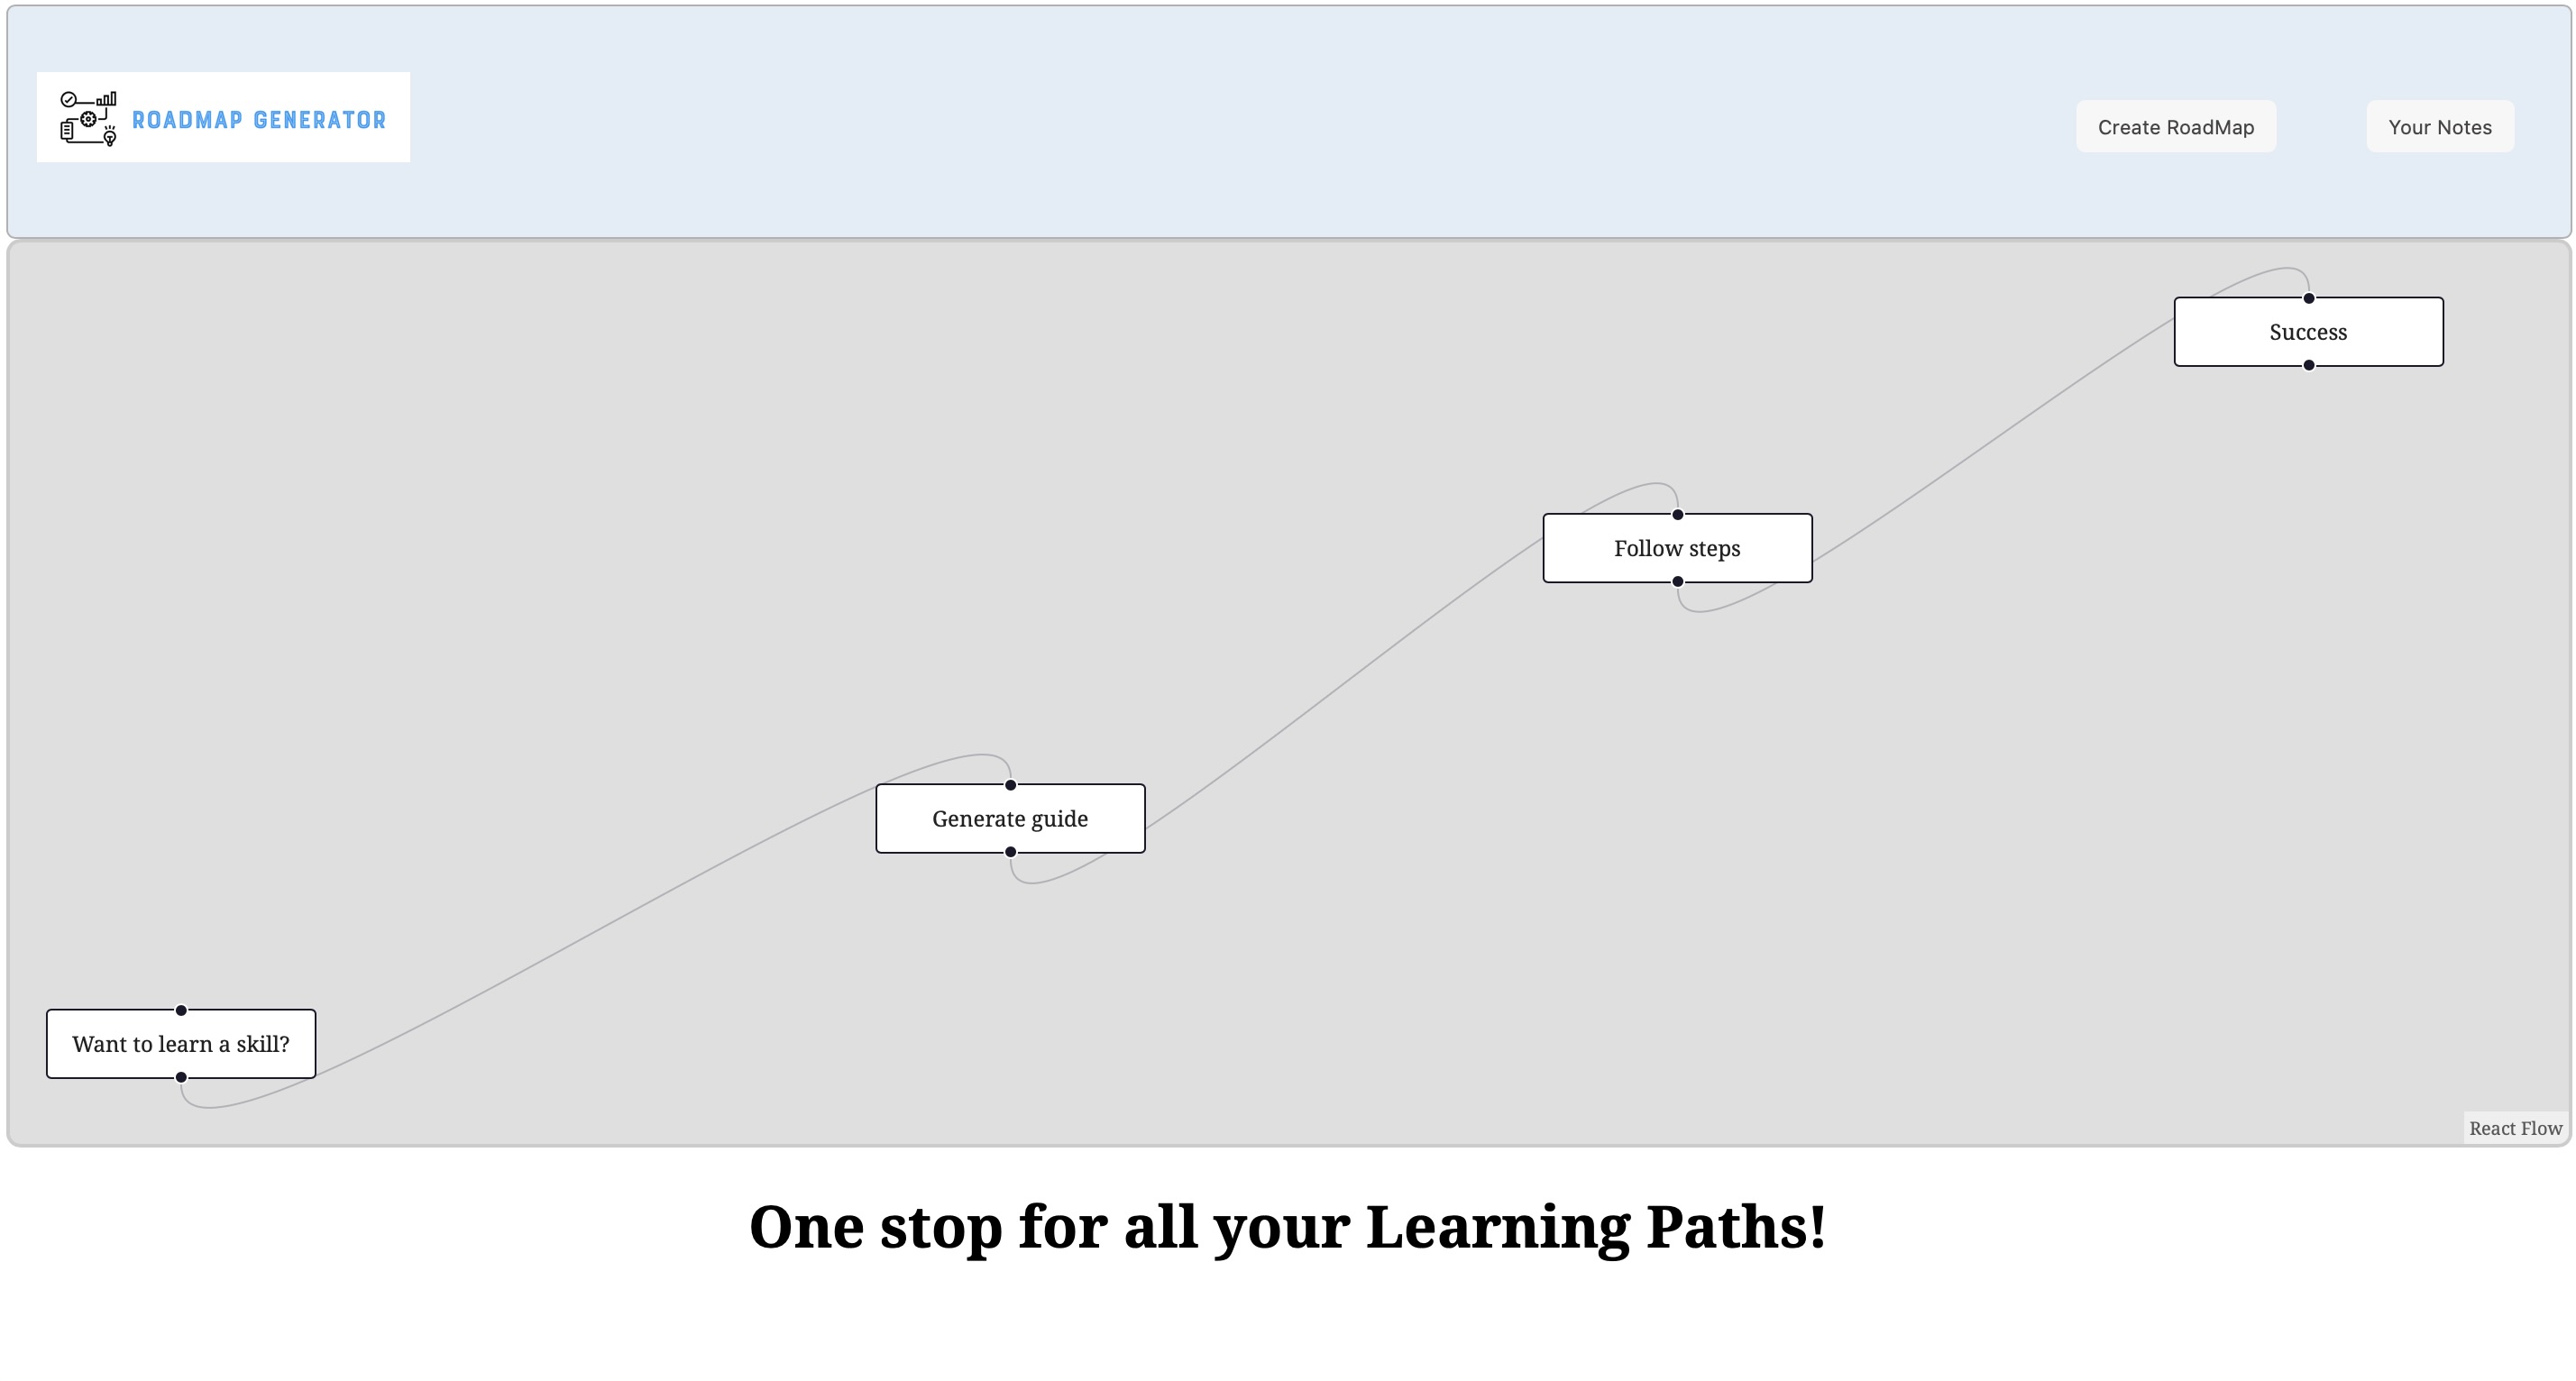 ROADMAP GENERATOR
Create RoadMap
Your Notes
Success
Follow steps
Generate guide
Want to learn a skill?
React Flow
One stop for all your Learning Paths!